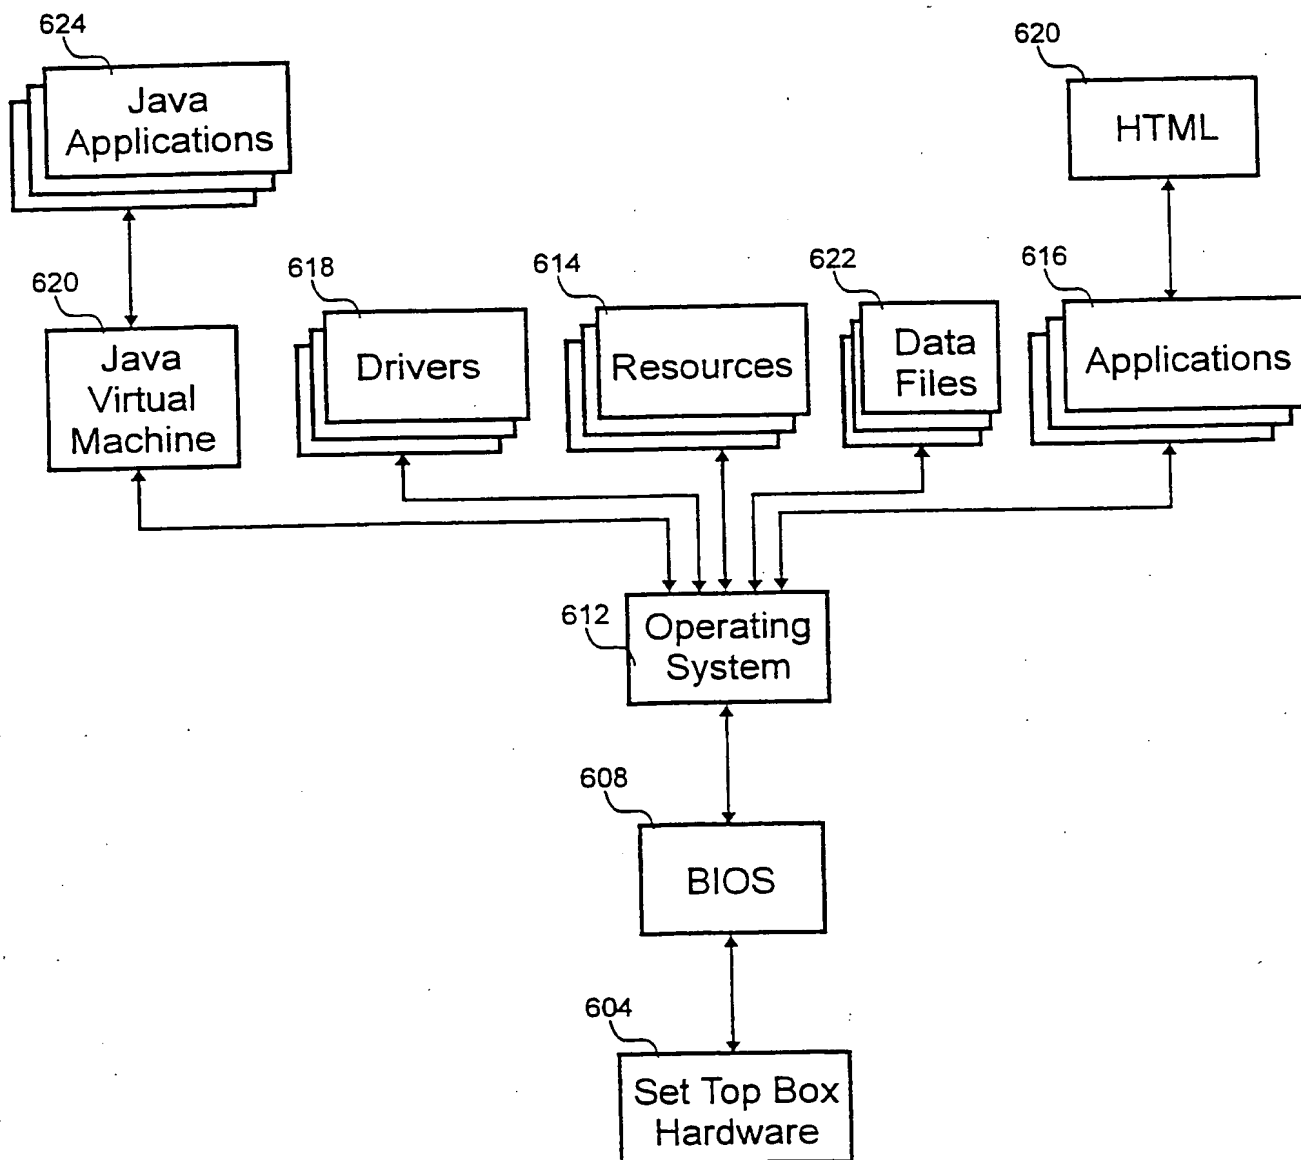 624
Java
Applications
620
HTML
620
Java
Virtual
Machine
618
Drivers
614
Resources
622
Data
Files
616
Applications
612
Operating
System
608
BIOS
604
Set Top Box
Hardware